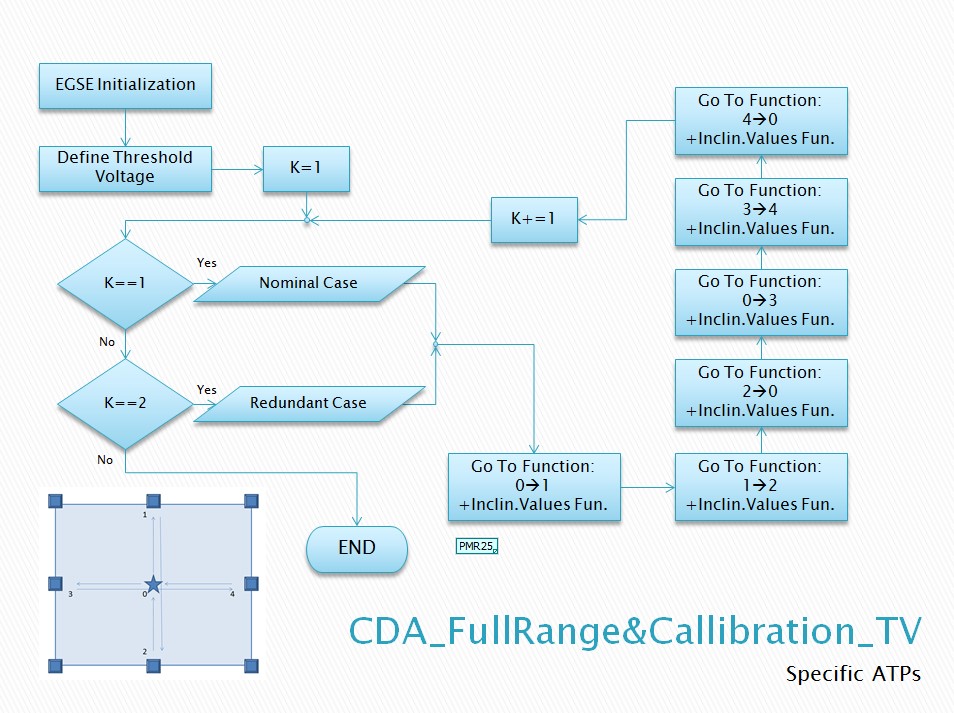 EGSE Initialization
Define Threshold
Voltage
K=1
K+=1
K==1
Yes
Nominal Case
No
K==2
Yes
Redundant Case
No
END
Go To Function:
0→1
+Inclin.Values Fun.
Go To Function:
1→2
+Inclin.Values Fun.
Go To Function:
2→0
+Inclin.Values Fun.
Go To Function:
0→3
+Inclin.Values Fun.
Go To Function:
3→4
+Inclin.Values Fun.
Go To Function:
4→0
+Inclin.Values Fun.
PMR25
1
3
0
4
2
CDA_FullRange&Callibration_TV
Specific ATPs